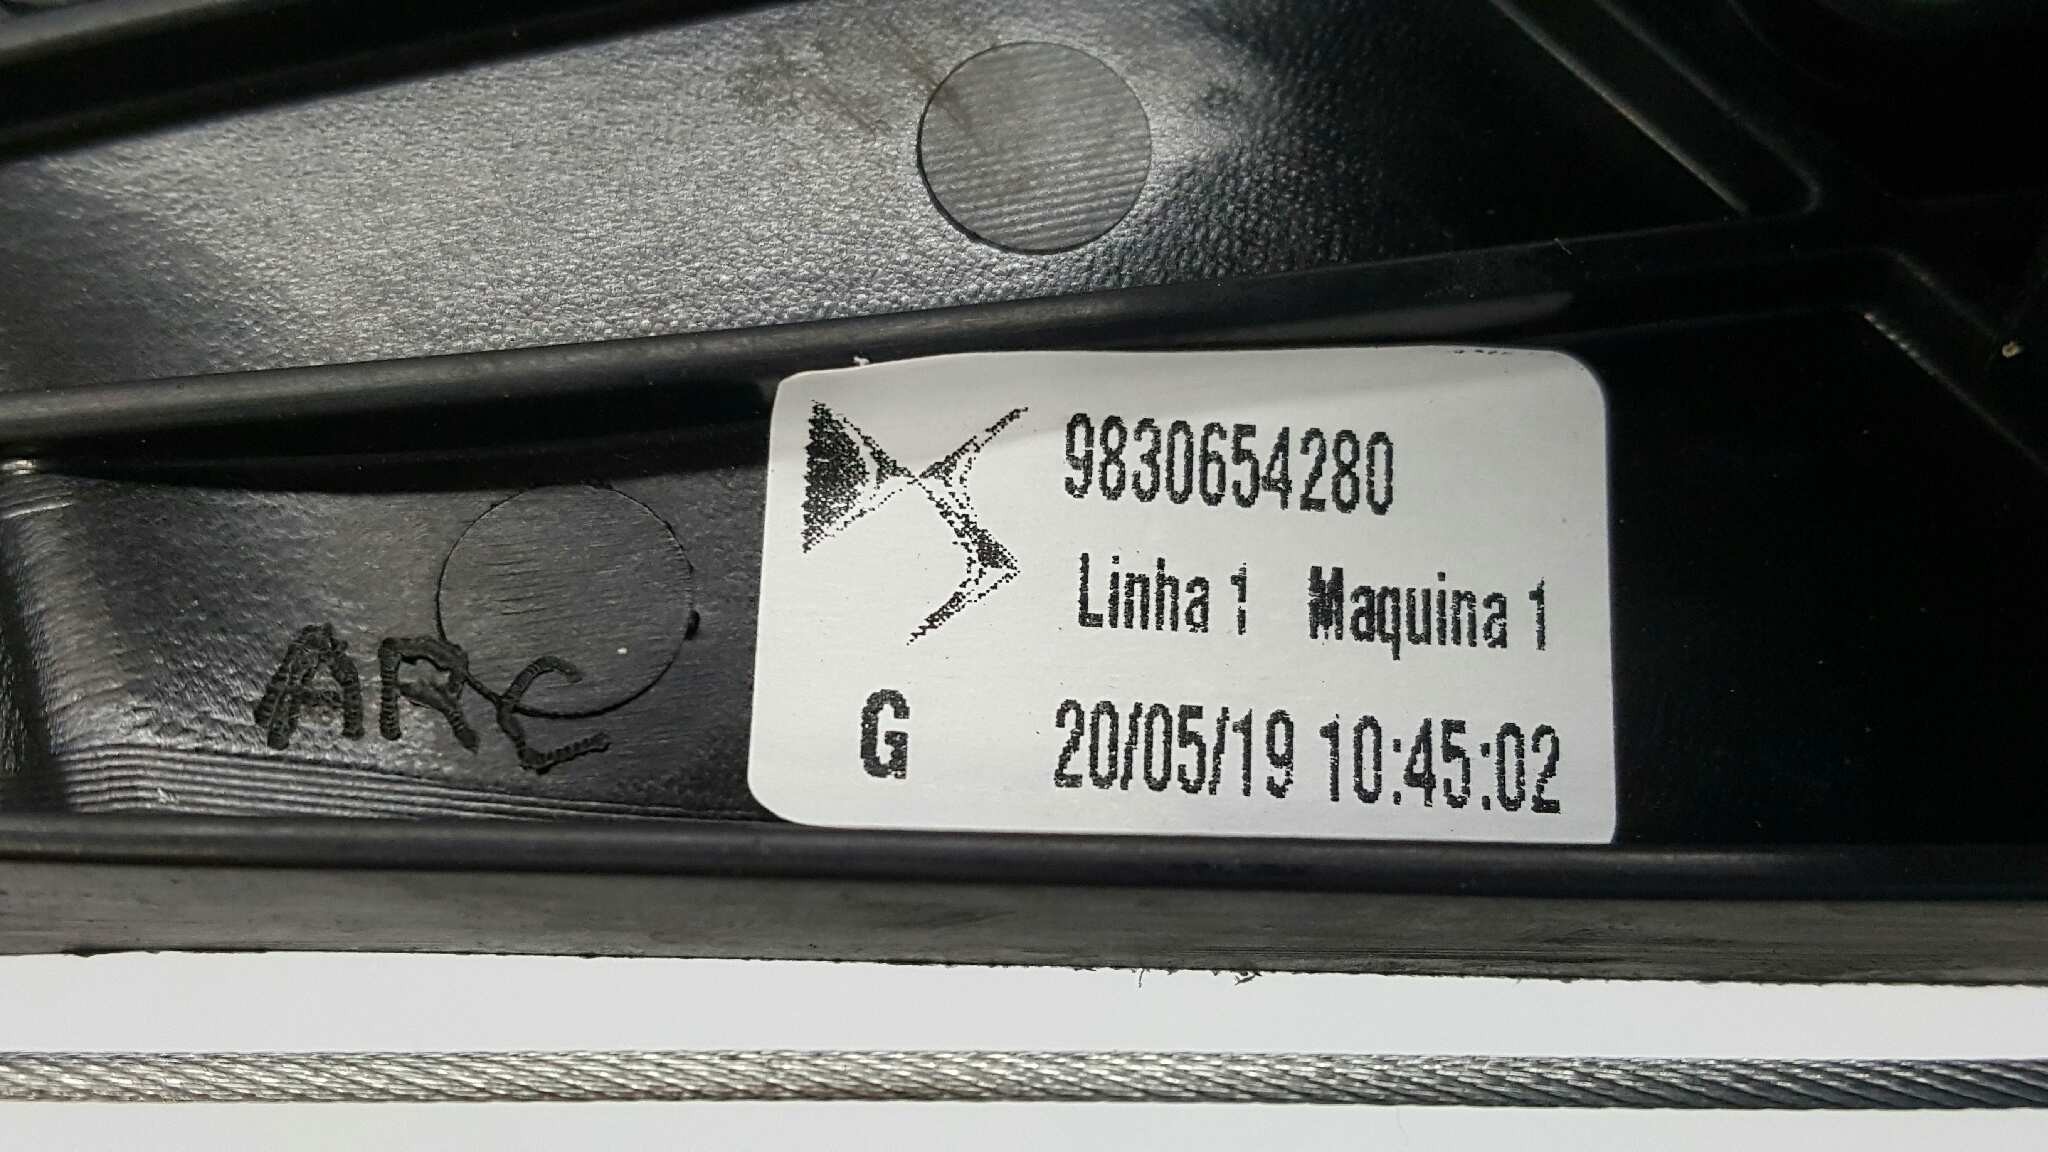 9830654280
Linha 1 Maquina 1
G 20/05/19 10:45:02
ARC